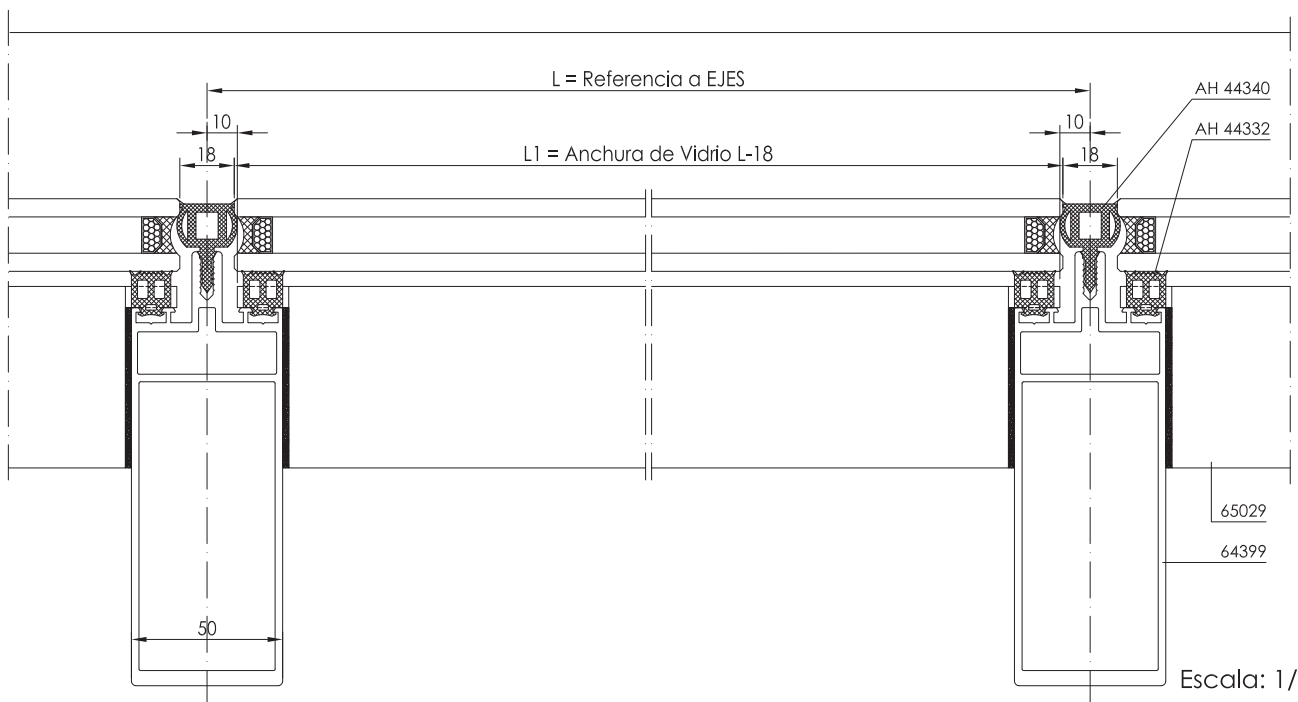 L = Referencia a EJES
AH 44340
10
10
AH 44332
18
L1 = Anchura de Vidrio L-18
18
65029
64399
50
Escala: 1/